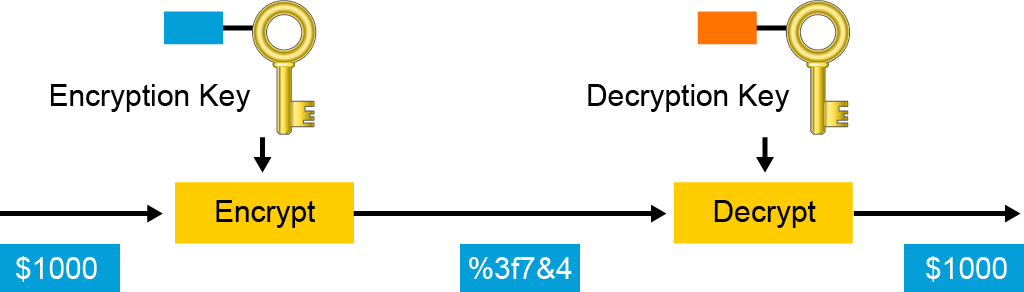 Encryption Key
Decryption Key
Encrypt
Decrypt
$1000
%3f7&4
$1000